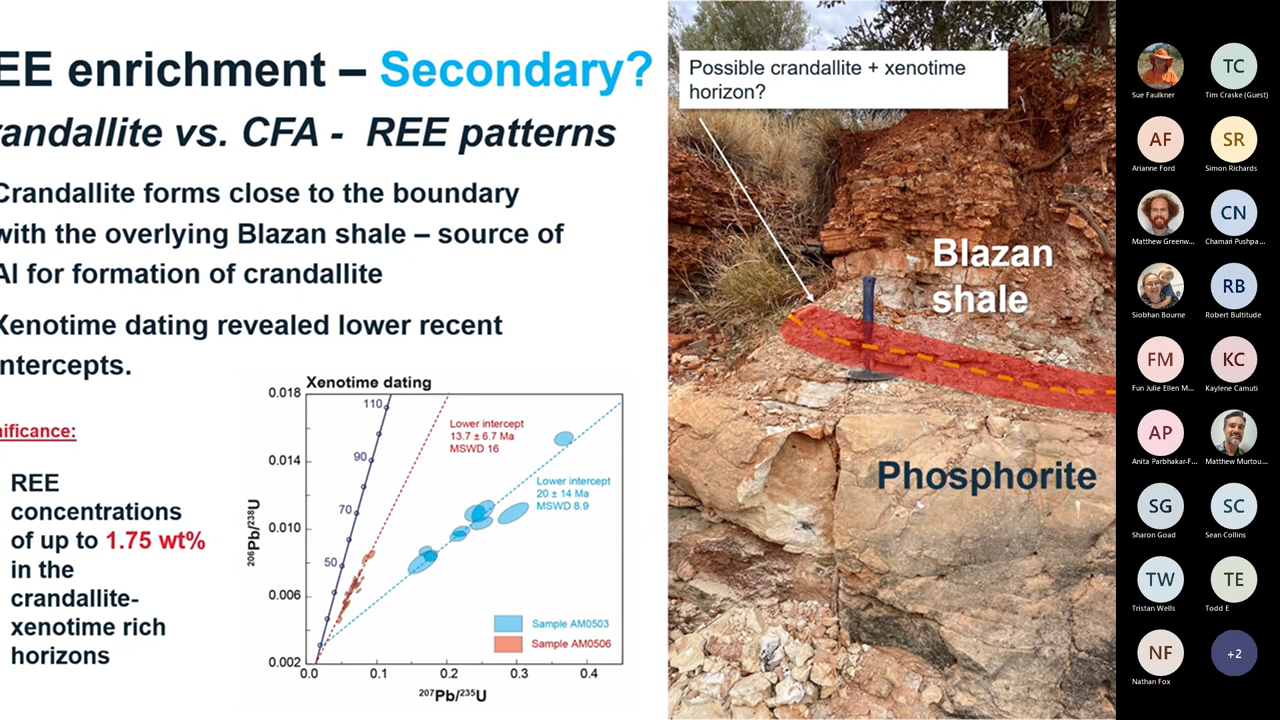 EE enrichment – Secondary?
randallite vs. CFA - REE patterns
Crandallite forms close to the boundary
with the overlying Blazan shale – source of
Al for formation of crandallite
Xenotime dating revealed lower recent
ntercepts.
nificance:
REE
concentrations
of up to 1.75 wt%
in the
crandallite-
xenotime rich
horizons
Xenotime dating
0.018
0.014
0.010
0.006
0.002
206Pb/238U
110
90
70
50
Lower intercept
13.7 ± 6.7 Ma
MSWD 16
Lower intercept
20 ± 14 Ma
MSWD 8.9
Sample AM0503
Sample AM0506
0.0 0.1 0.2 0.3 0.4
207Pb/235U
Possible crandallite + xenotime
horizon?
Blazan
shale
Phosphorite
Sue Faulkner
TC
Tim Craske (Guest)
AF
Arianne Ford
SR
Simon Richards
Matthew Greenw...
CN
Chamari Pushpa...
Siobhan Bourne
RB
Robert Bultitude
FM
Fun Julie Ellen M...
KC
Kaylene Camuti
AP
Anita Parbhakar-F...
Matthew Murtou...
SG
Sharon Goad
SC
Sean Collins
TW
Tristan Wells
TE
Todd E
NF
Nathan Fox
+2